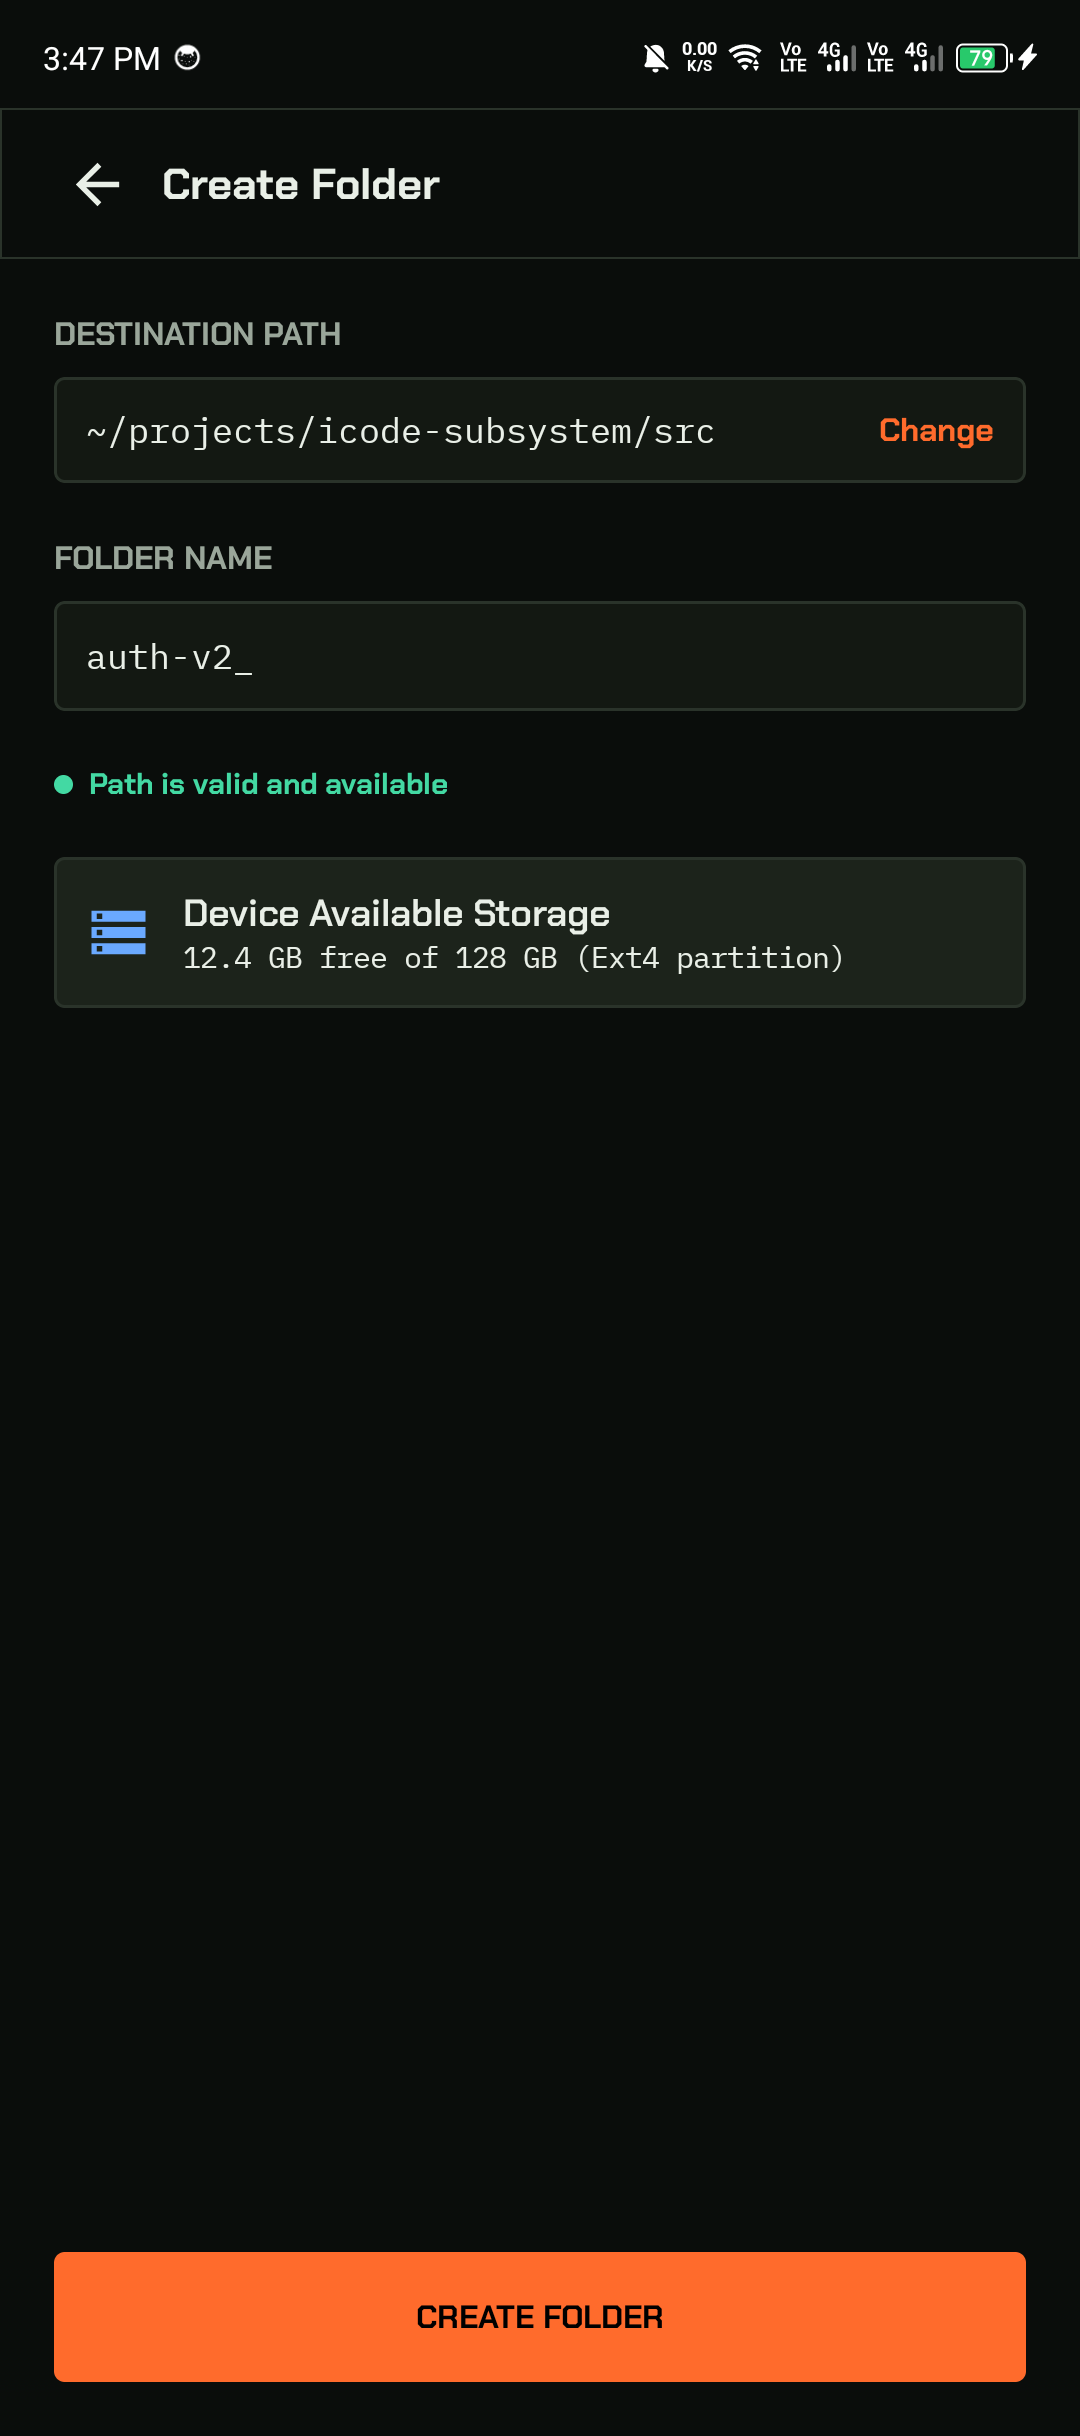 3:47 PM
0.00 K/S
Vo LTE 4G Vo LTE 4G 79
Create Folder
DESTINATION PATH
~/projects/icode-subsystem/src Change
FOLDER NAME
auth-v2_
Path is valid and available
Device Available Storage
12.4 GB free of 128 GB (Ext4 partition)
CREATE FOLDER